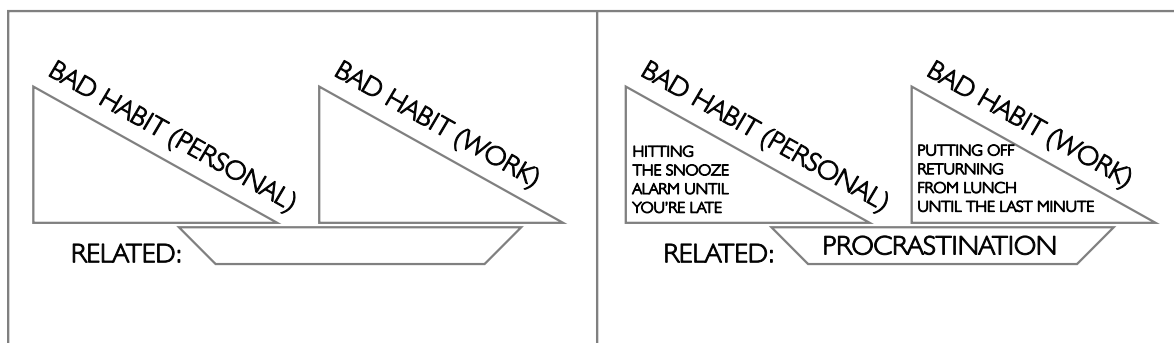 BAD HABIT (PERSONAL)
BAD HABIT (WORK)
RELATED:
BAD HABIT (PERSONAL)
HITTING
THE SNOOZE
ALARM UNTIL
YOU'RE LATE
BAD HABIT (WORK)
PUTTING OFF
RETURNING
FROM LUNCH
UNTIL THE LAST MINUTE
RELATED:
PROCRASTINATION